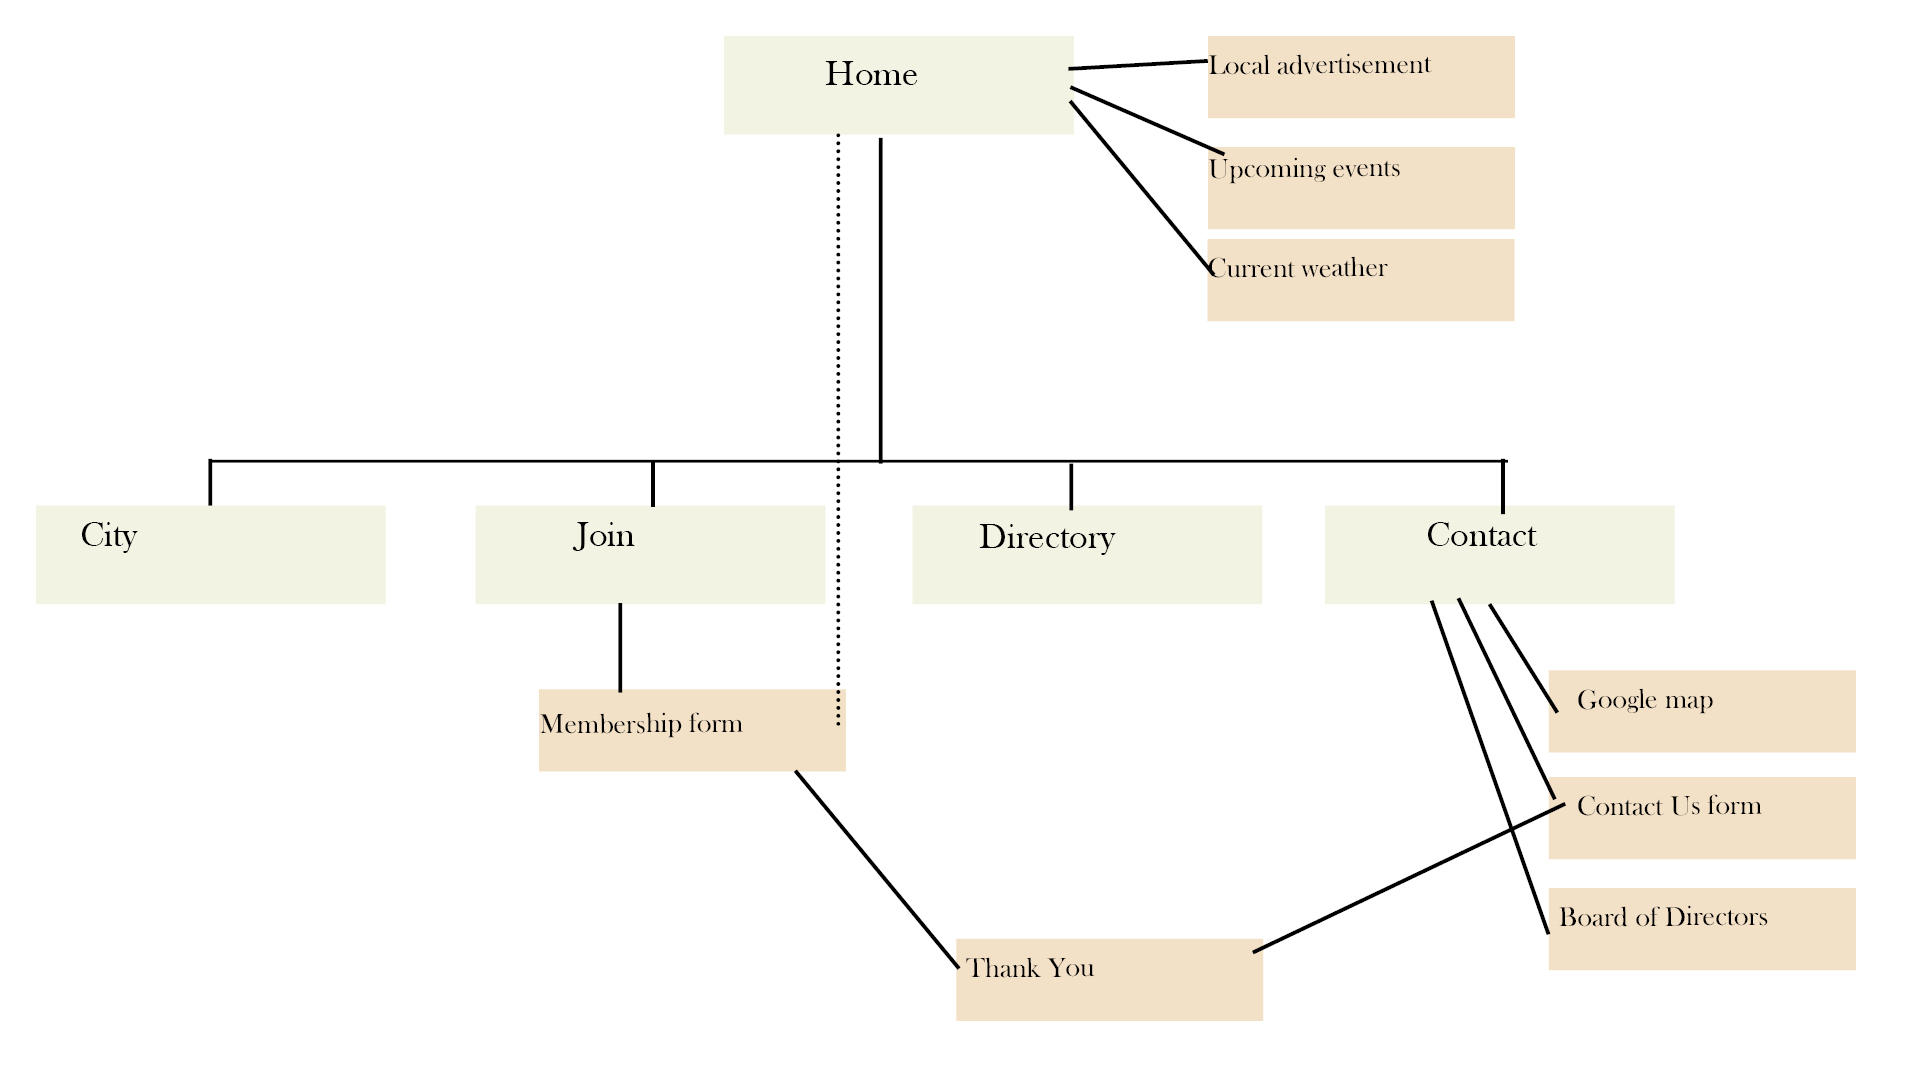 Home
Local advertisement
Upcoming events
Current weather
City
Join
Directory
Contact
Membership form
Google map
Contact Us form
Board of Directors
Thank You